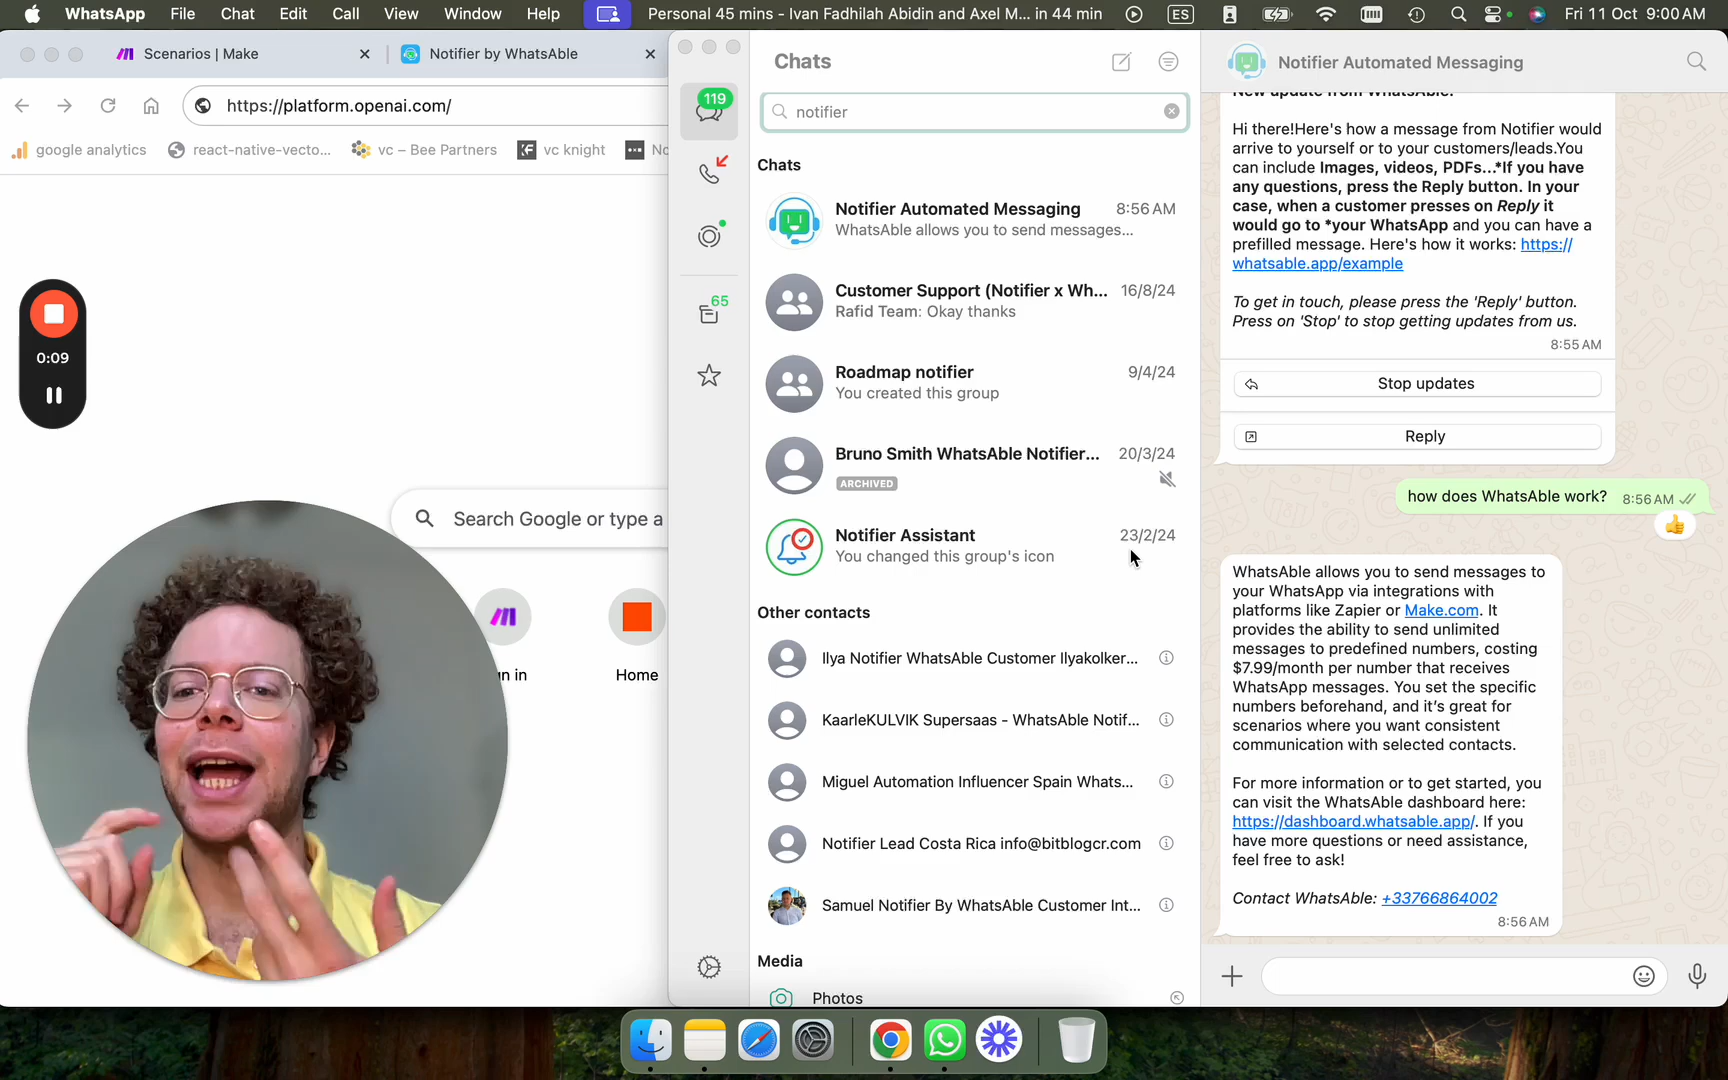 WhatsApp File Chat Edit Call View Window Help Personal 45 mins - Ivan Fadhilah Abidin and Axel M... in 44 min ES Fri 11 Oct 9:00 AM
Scenarios | Make
Notifier by WhatsAble
https://platform.openai.com/
google analytics
react-native-vecto...
vc – Bee Partners
vc knight
No
0:09
Search Google or type a
n in
Home
119
65
Chats
notifier
Chats
Notifier Automated Messaging 8:56 AM
WhatsAble allows you to send messages...
Customer Support (Notifier x Wh... 16/8/24
Rafid Team: Okay thanks
Roadmap notifier 9/4/24
You created this group
Bruno Smith WhatsAble Notifier... 20/3/24
ARCHIVED
Notifier Assistant 23/2/24
You changed this group's icon
Other contacts
Ilya Notifier WhatsAble Customer Ilyakolker...
KaarleKULVIK Supersaas - WhatsAble Notif...
Miguel Automation Influencer Spain Whats...
Notifier Lead Costa Rica info@bitblogcr.com
Samuel Notifier By WhatsAble Customer Int...
Media
Photos
Notifier Automated Messaging
New update from WhatsAble:
Hi there!Here's how a message from Notifier would
arrive to yourself or to your customers/leads.You
can include Images, videos, PDFs...*If you have
any questions, press the Reply button. In your
case, when a customer presses on Reply it
would go to *your WhatsApp and you can have a
prefilled message. Here's how it works: https://
whatsable.app/example
To get in touch, please press the 'Reply' button.
Press on 'Stop' to stop getting updates from us.
8:55 AM
Stop updates
Reply
how does WhatsAble work? 8:56 AM
WhatsAble allows you to send messages to
your WhatsApp via integrations with
platforms like Zapier or Make.com. It
provides the ability to send unlimited
messages to predefined numbers, costing
$7.99/month per number that receives
WhatsApp messages. You set the specific
numbers beforehand, and it's great for
scenarios where you want consistent
communication with selected contacts.
For more information or to get started, you
can visit the WhatsAble dashboard here:
https://dashboard.whatsable.app/. If you
have more questions or need assistance,
feel free to ask!
Contact WhatsAble: +33766864002
8:56 AM